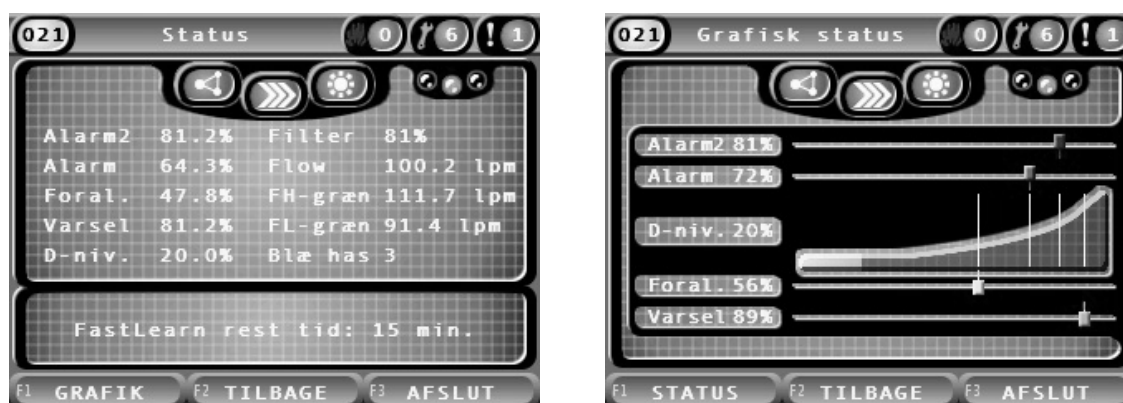 021 Status 0 6 ! 1
Alarm2 81.2% Filter 81%
Alarm 64.3% Flow 100.2 lpm
Foral. 47.8% FH-græn 111.7 lpm
Varsel 81.2% FL-græn 91.4 lpm
D-niv. 20.0% Blæ has 3
FastLearn rest tid: 15 min.
F1 GRAFIK F2 TILBAGE F3 AFSLUT
021 Grafisk status 0 6 ! 1
Alarm2 81%
Alarm 72%
D-niv. 20%
Foral. 56%
Varsel 89%
F1 STATUS F2 TILBAGE F3 AFSLUT